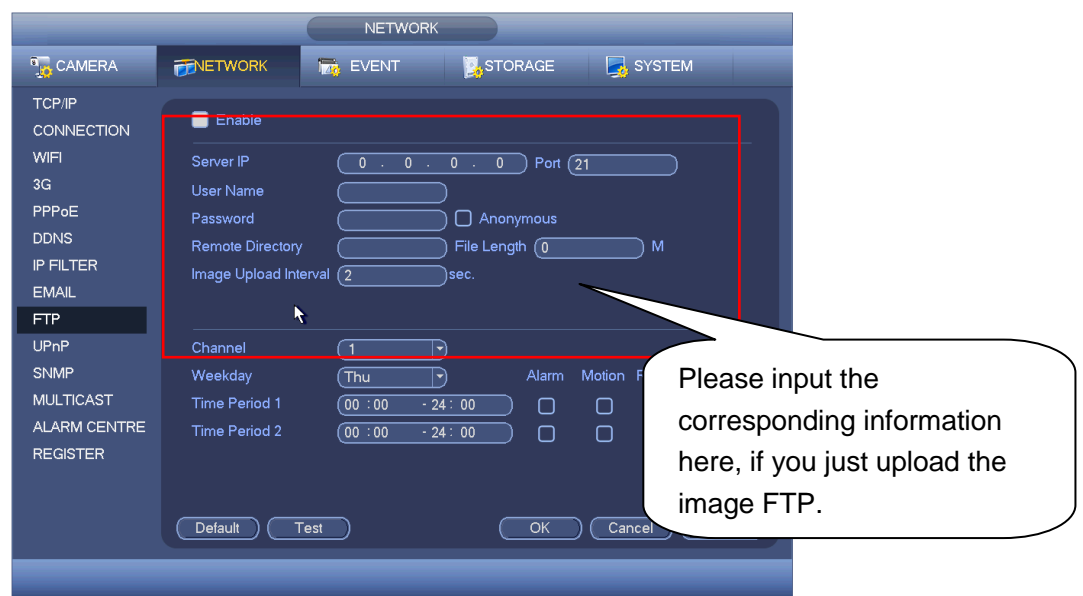 NETWORK
CAMERA NETWORK EVENT STORAGE SYSTEM
TCP/IP
CONNECTION
WIFI
3G
PPPoE
DDNS
IP FILTER
EMAIL
FTP
UPnP
SNMP
MULTICAST
ALARM CENTRE
REGISTER
Enable
Server IP 0 . 0 . 0 . 0 Port 21
User Name
Password Anonymous
Remote Directory File Length 0 M
Image Upload Interval 2 sec.
Channel 1
Weekday Thu Alarm Motion
Time Period 1 00 :00 - 24 : 00
Time Period 2 00 :00 - 24 : 00
Default Test OK Cancel
Please input the
corresponding information
here, if you just upload the
image FTP.